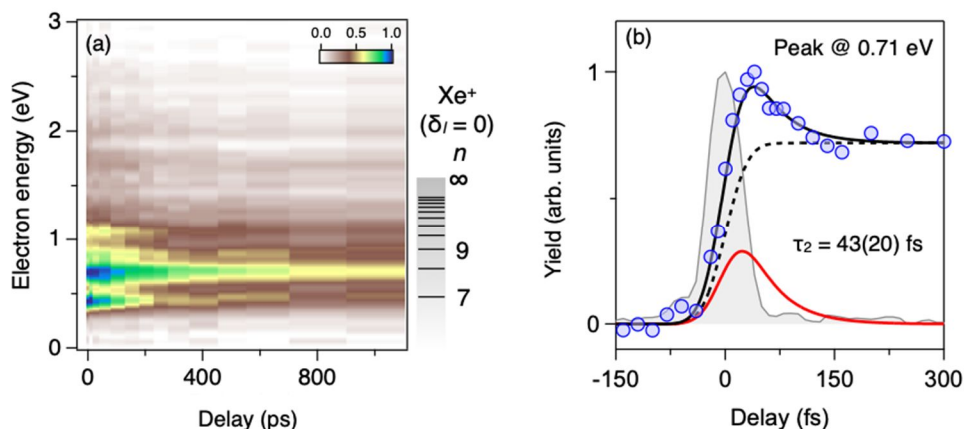 (a)
0.0 0.5 1.0
3
2
1
0
Electron energy (eV)
0 400 800
Delay (ps)
Xe⁺
(δₗ = 0)
n
∞
9
7
(b)
Peak @ 0.71 eV
1
0
Yield (arb. units)
τ₂ = 43(20) fs
-150 0 150 300
Delay (fs)